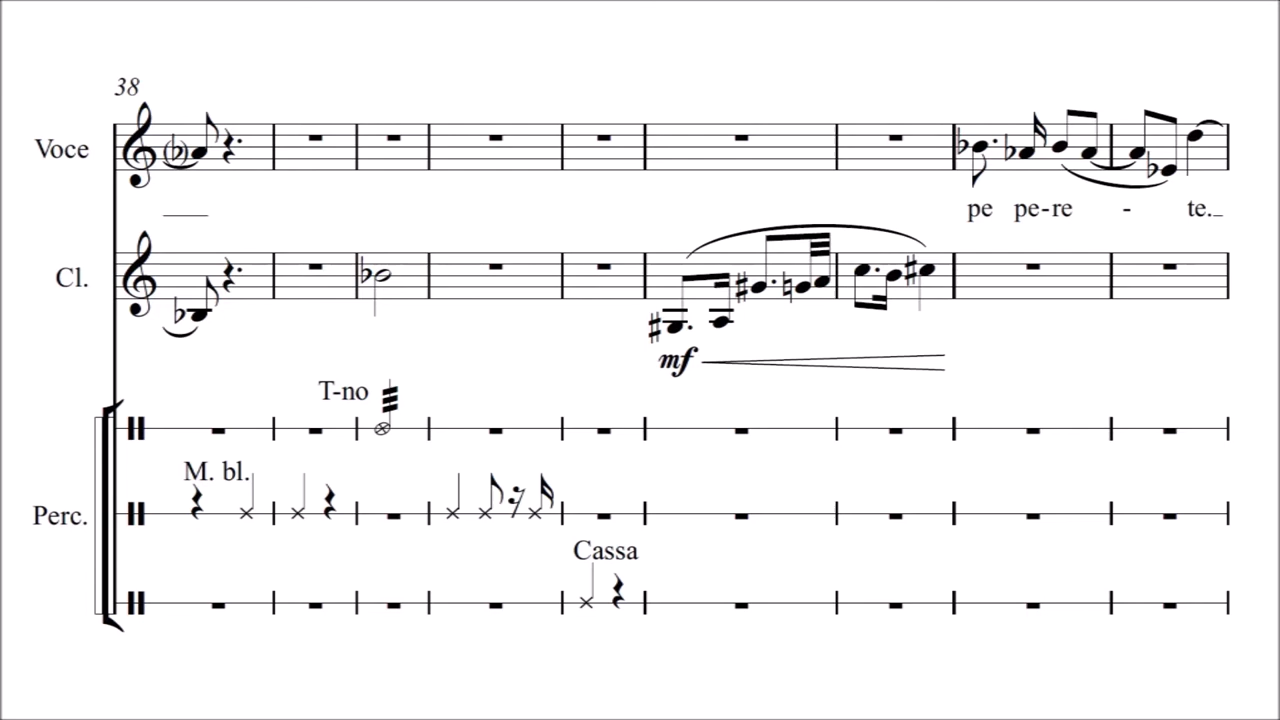 38
Voce
pe pe-re - te.
Cl.
mf
T-no
M. bl.
Perc.
Cassa